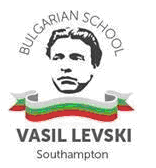 BULGARIAN SCHOOL
VASIL LEVSKI
Southampton